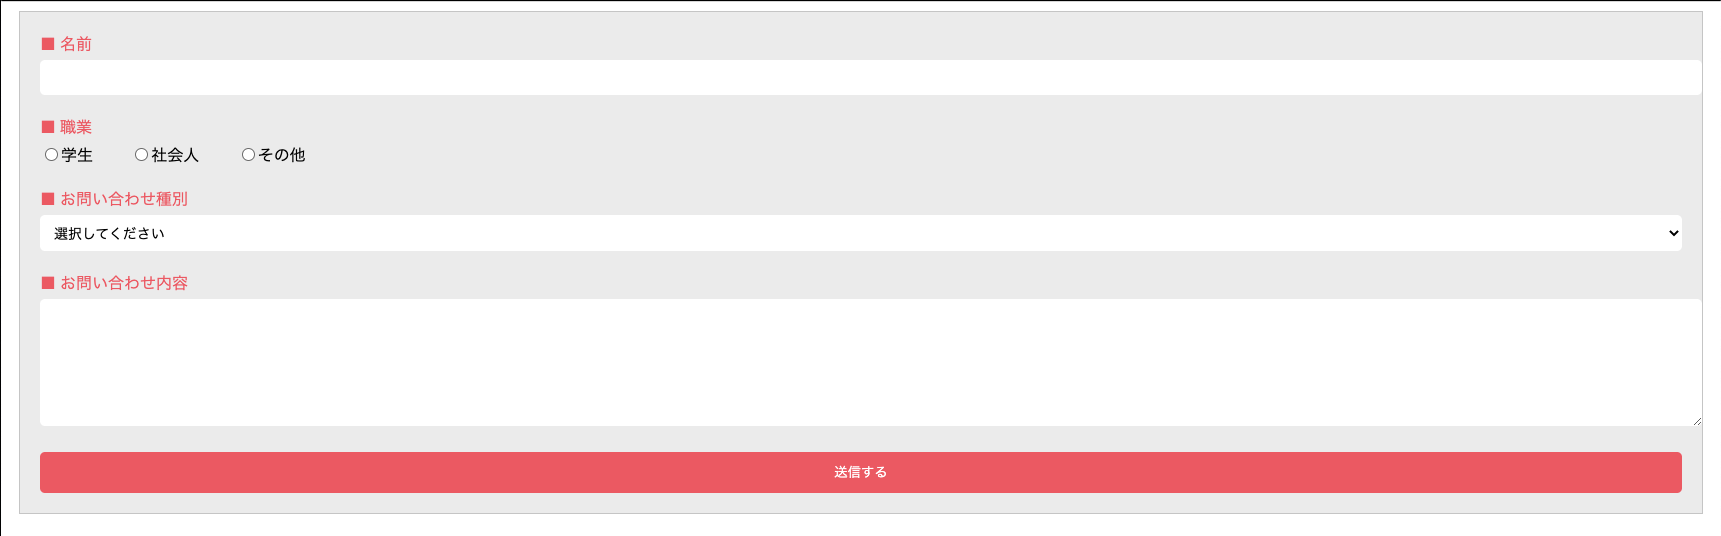 ■ 名前
■ 職業
学生 社会人 その他
■ お問い合わせ種別
選択してください
■ お問い合わせ内容
送信する